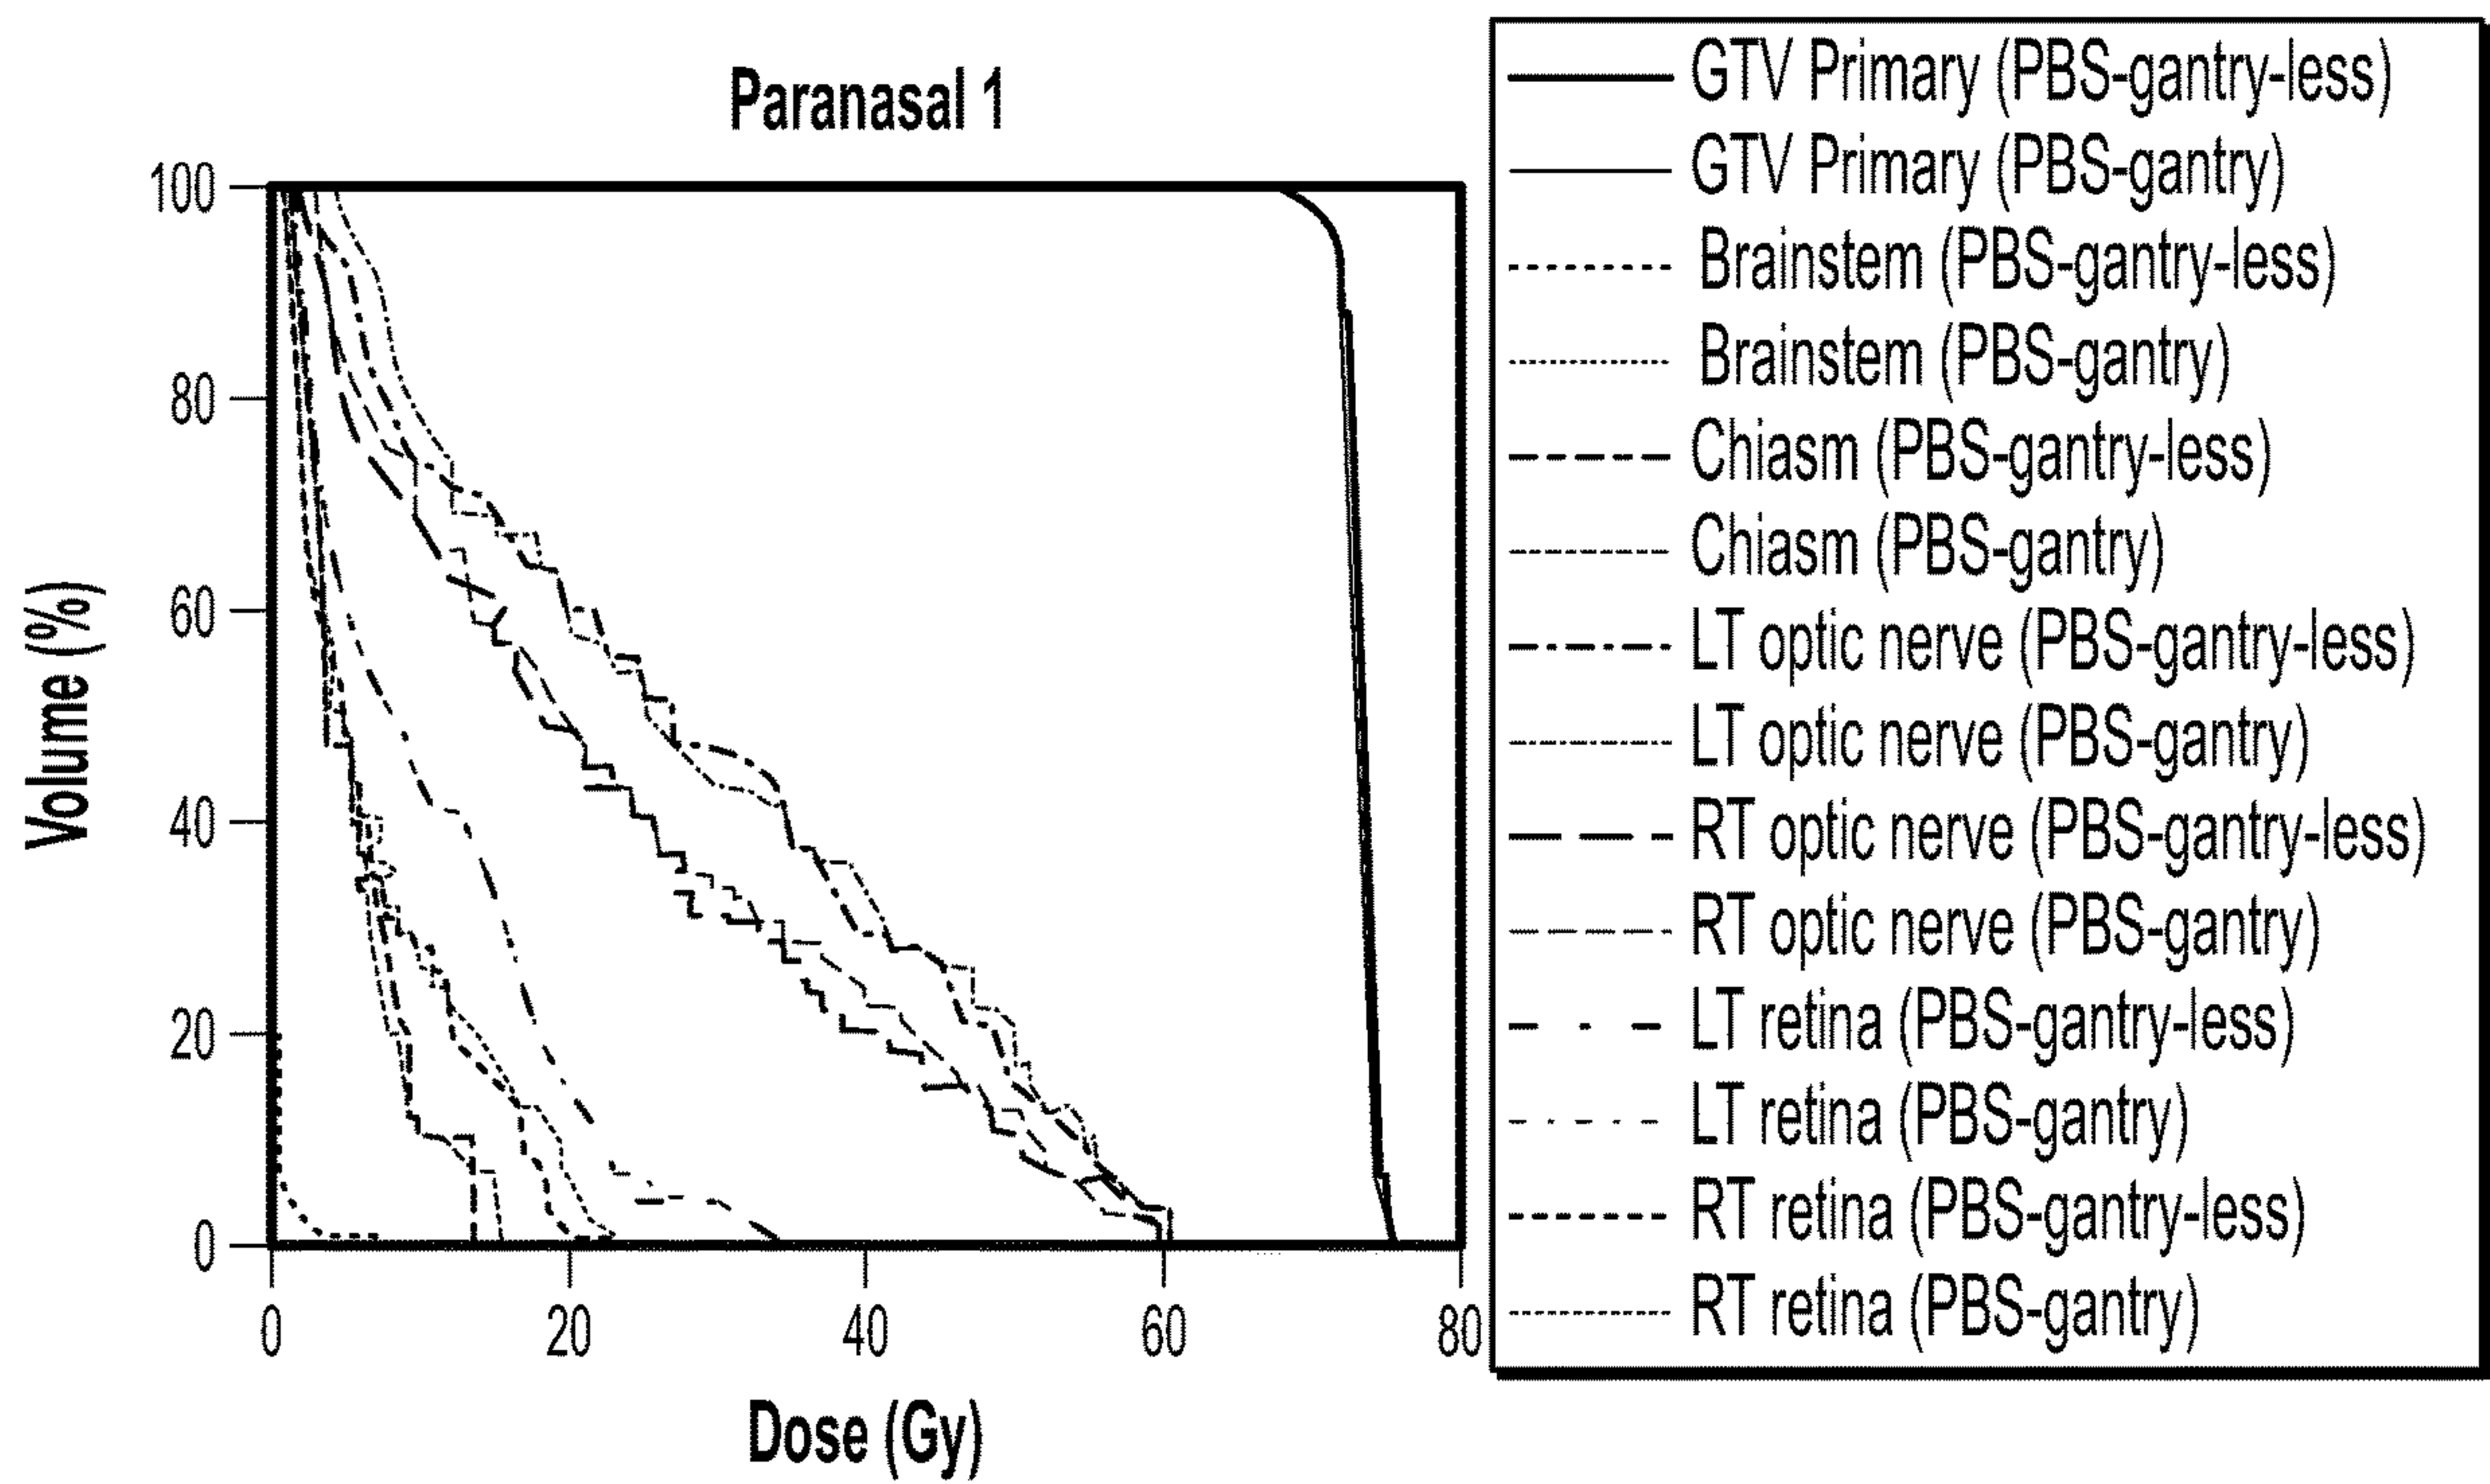 Paranasal 1
100
80
60
40
20
0
Volume (%)
0 20 40 60 80
Dose (Gy)
GTV Primary (PBS-gantry-less)
GTV Primary (PBS-gantry)
Brainstem (PBS-gantry-less)
Brainstem (PBS-gantry)
Chiasm (PBS-gantry-less)
Chiasm (PBS-gantry)
LT optic nerve (PBS-gantry-less)
LT optic nerve (PBS-gantry)
RT optic nerve (PBS-gantry-less)
RT optic nerve (PBS-gantry)
LT retina (PBS-gantry-less)
LT retina (PBS-gantry)
RT retina (PBS-gantry-less)
RT retina (PBS-gantry)